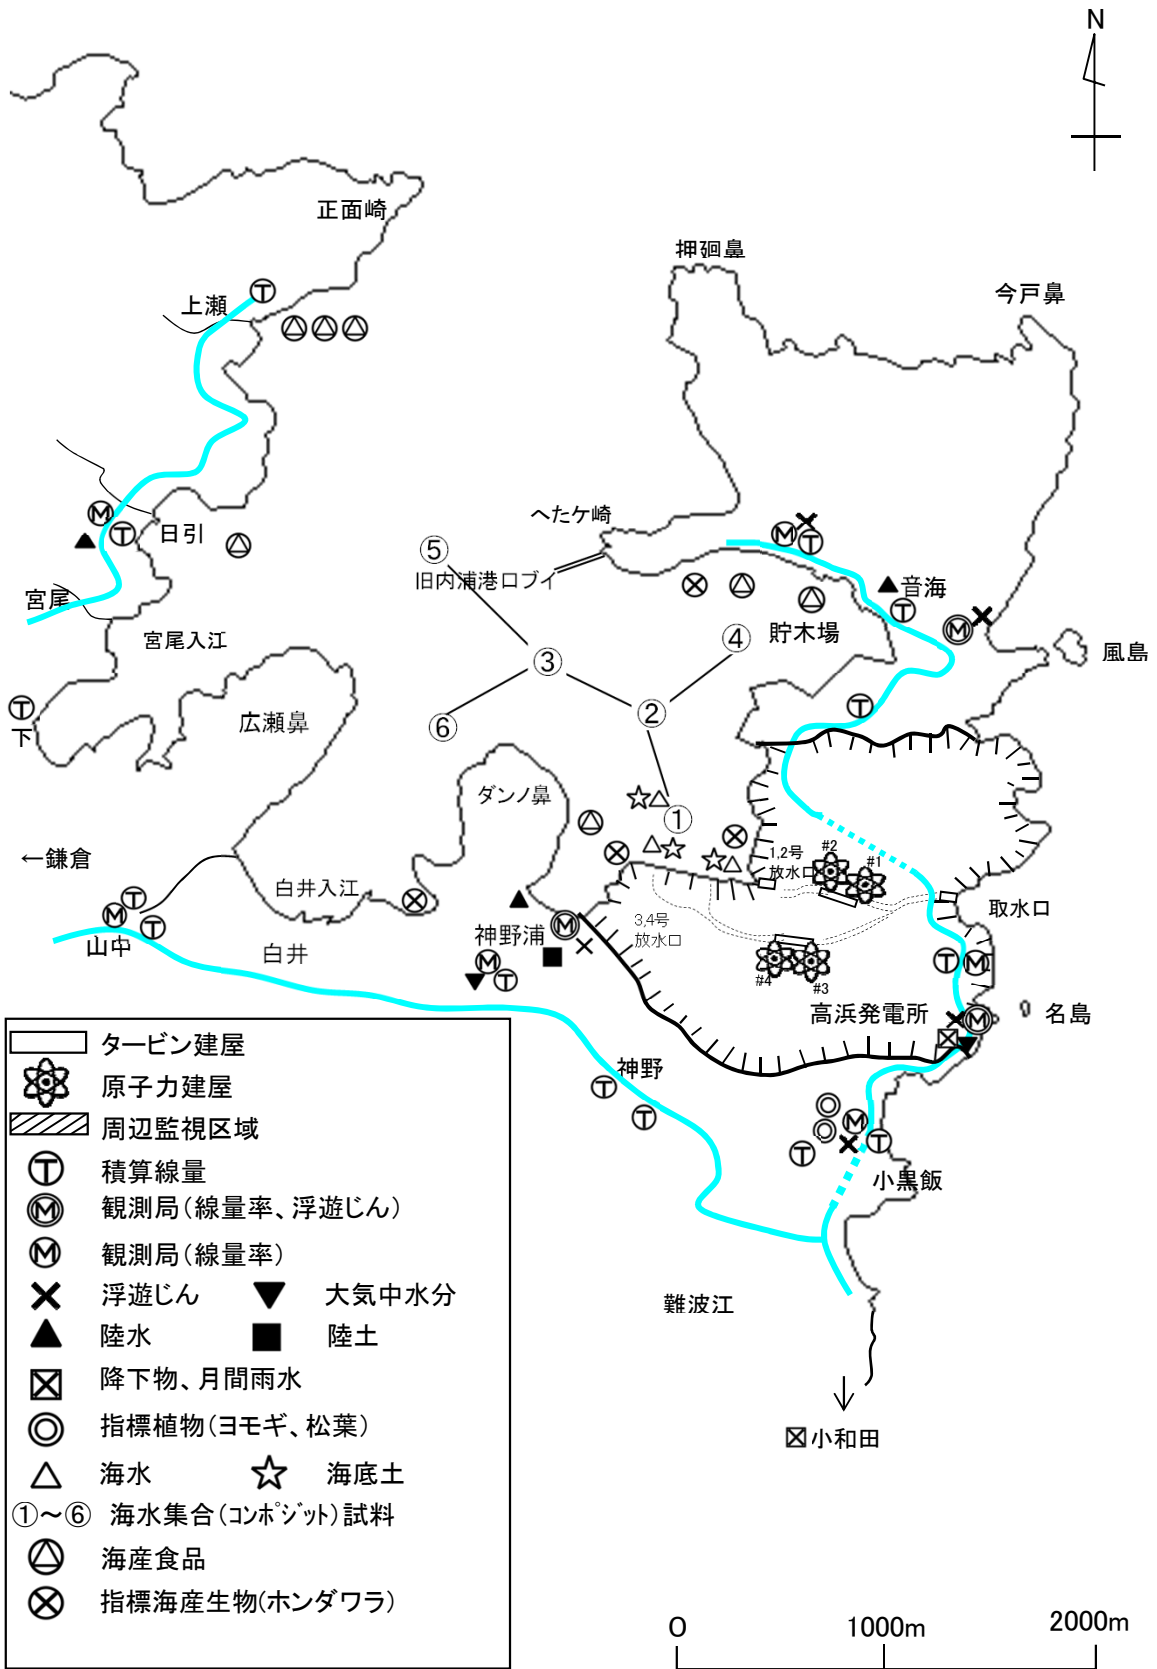 N
正面崎
押廻鼻
今戸鼻
上瀬
T
へたケ崎
日引
M
T
M
T
⑤
旧内浦港口ブイ
音海
宮尾
T
宮尾入江
貯木場
④
M
風島
③
T
下
広瀬鼻
②
T
⑥
ダンノ鼻
①
←鎌倉
1,2号
放水口
#2
#1
白井入江
取水口
T
M
T
山中
白井
神野浦
M
3,4号
放水口
M
T
#4
#3
T
M
高浜発電所
M
名島
神野
T
T
M
T
T
小黒飯
難波江
小和田
タービン建屋
原子力建屋
周辺監視区域
T 積算線量
M 観測局(線量率、浮遊じん)
M 観測局(線量率)
浮遊じん 大気中水分
陸水 陸土
降下物、月間雨水
指標植物(ヨモギ、松葉)
海水 海底土
①～⑥ 海水集合(コンポジット)試料
海産食品
指標海産生物(ホンダワラ)
O 1000m 2000m